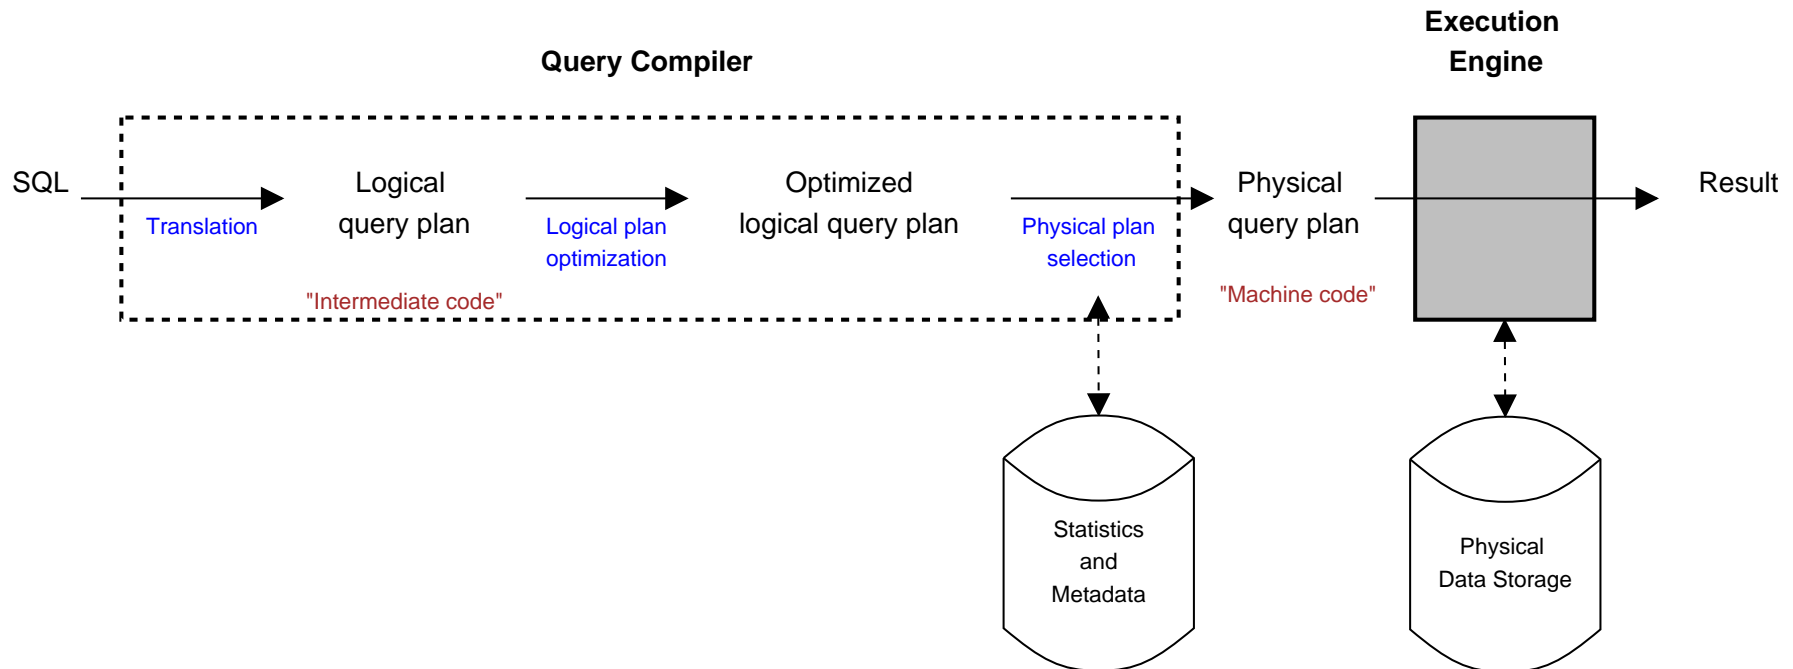 Query Compiler
Execution
Engine
SQL
Translation
Logical
query plan
"Intermediate code"
Logical plan
optimization
Optimized
logical query plan
Physical plan
selection
Physical
query plan
"Machine code"
Result
Statistics
and
Metadata
Physical
Data Storage